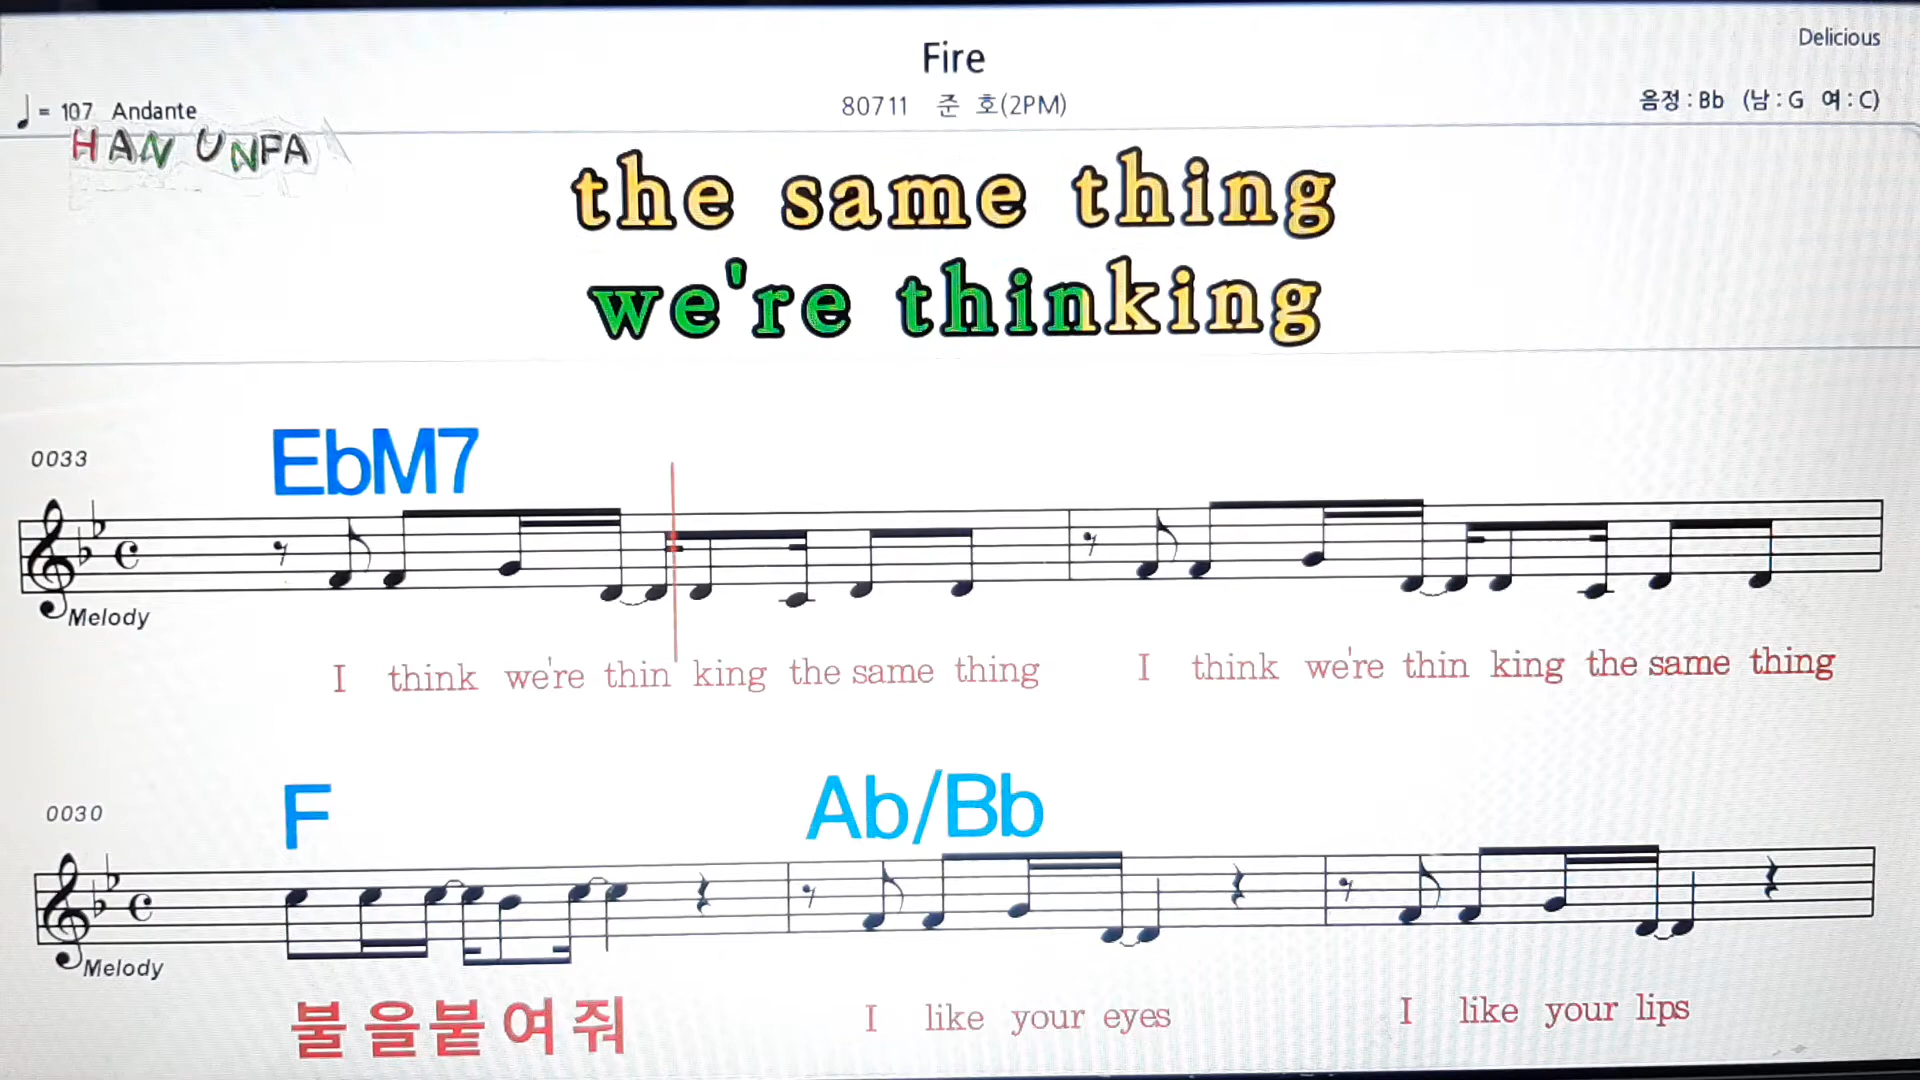 Delicious
Fire
♩= 107 Andante
80711 준 호(2PM)
음정 : Bb (남 : G 여 : C)
HAN UNFA
the same thing
we're thinking
0033
EbM7
Melody
I think we're thin king the same thing I think we're thin king the same thing
0030
F Ab/Bb
Melody
불 을 붙 여 줘 I like your eyes I like your lips